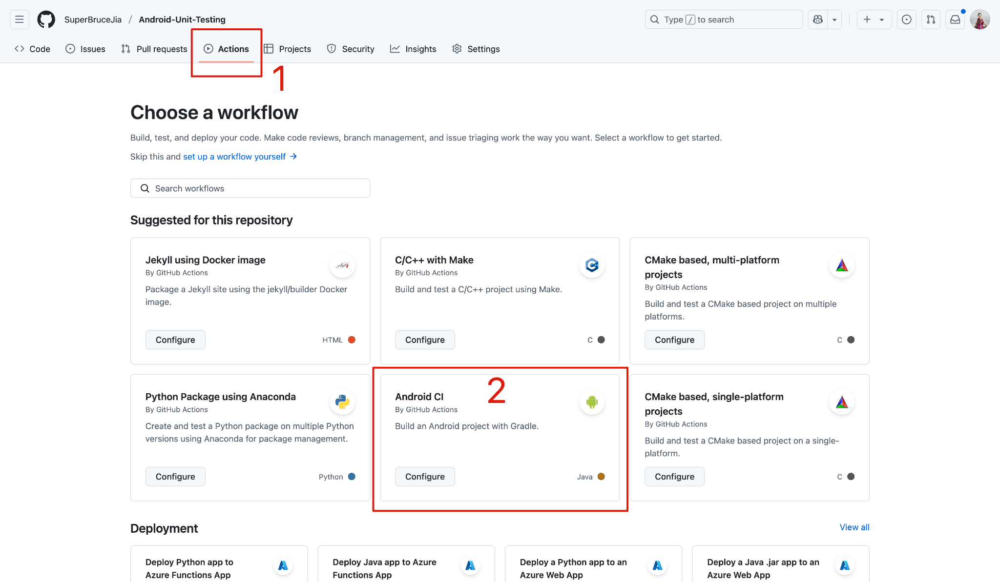 SuperBruceJia / Android-Unit-Testing
Type / to search
Code Issues Pull requests Actions Projects Security Insights Settings
1
Choose a workflow
Build, test, and deploy your code. Make code reviews, branch management, and issue triaging work the way you want. Select a workflow to get started.
Skip this and set up a workflow yourself →
Search workflows
Suggested for this repository
Jekyll using Docker image
By GitHub Actions
Package a Jekyll site using the jekyll/builder Docker
image.
Configure
HTML
C/C++ with Make
By GitHub Actions
Build and test a C/C++ project using Make.
Configure
C
CMake based, multi-platform
projects
By GitHub Actions
Build and test a CMake based project on multiple
platforms.
Configure
C
Python Package using Anaconda
By GitHub Actions
Create and test a Python package on multiple Python
versions using Anaconda for package management.
Configure
Python
2
Android CI
By GitHub Actions
Build an Android project with Gradle.
Configure
Java
CMake based, single-platform
projects
By GitHub Actions
Build and test a CMake based project on a single-
platform.
Configure
C
Deployment
View all
Deploy Python app to
Azure Functions App
Deploy Java app to Azure
Functions App
Deploy a Python app to an
Azure Web App
Deploy a Java .jar app to an
Azure Web App